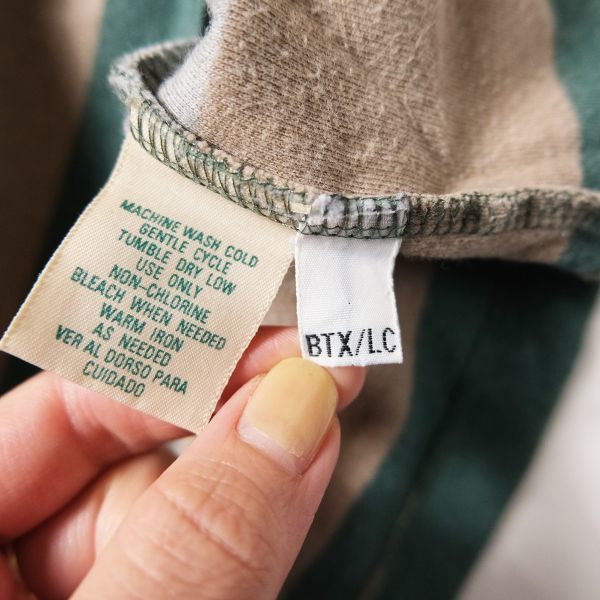 MACHINE WASH COLD
GENTLE CYCLE
TUMBLE DRY LOW
USE ONLY
NON-CHLORINE
BLEACH WHEN NEEDED
WARM IRON
AS NEEDED
VER AL DORSO PARA
CUIDADO
BTX/LC